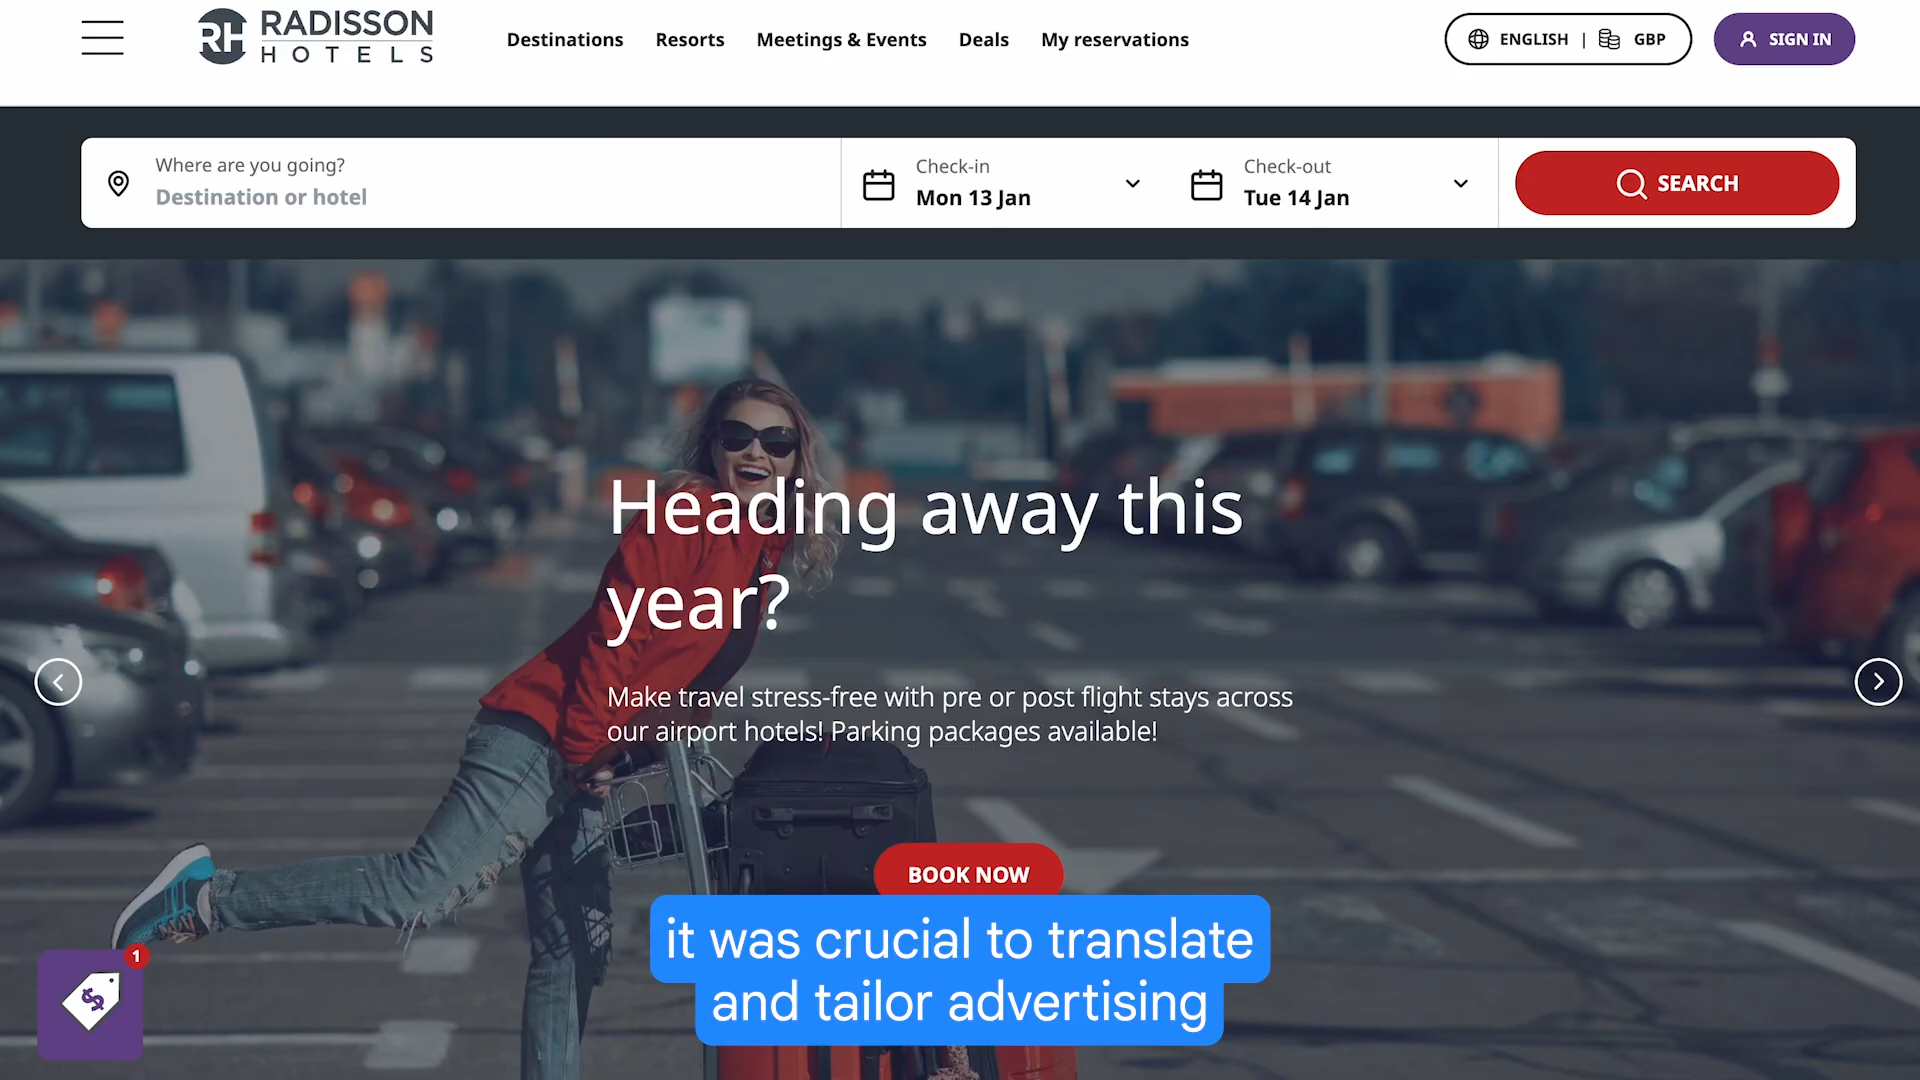 RH RADISSON
HOTELS
Destinations
Resorts
Meetings & Events
Deals
My reservations
ENGLISH | GBP
SIGN IN
Where are you going?
Destination or hotel
Check-in
Mon 13 Jan
Check-out
Tue 14 Jan
SEARCH
Heading away this
year?
Make travel stress-free with pre or post flight stays across
our airport hotels! Parking packages available!
BOOK NOW
it was crucial to translate
and tailor advertising
1
$